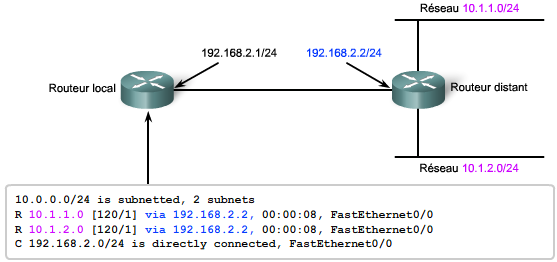 Réseau 10.1.1.0/24
192.168.2.1/24
192.168.2.2/24
Routeur local
Routeur distant
Réseau 10.1.2.0/24
10.0.0.0/24 is subnetted, 2 subnets
R 10.1.1.0 [120/1] via 192.168.2.2, 00:00:08, FastEthernet0/0
R 10.1.2.0 [120/1] via 192.168.2.2, 00:00:08, FastEthernet0/0
C 192.168.2.0/24 is directly connected, FastEthernet0/0